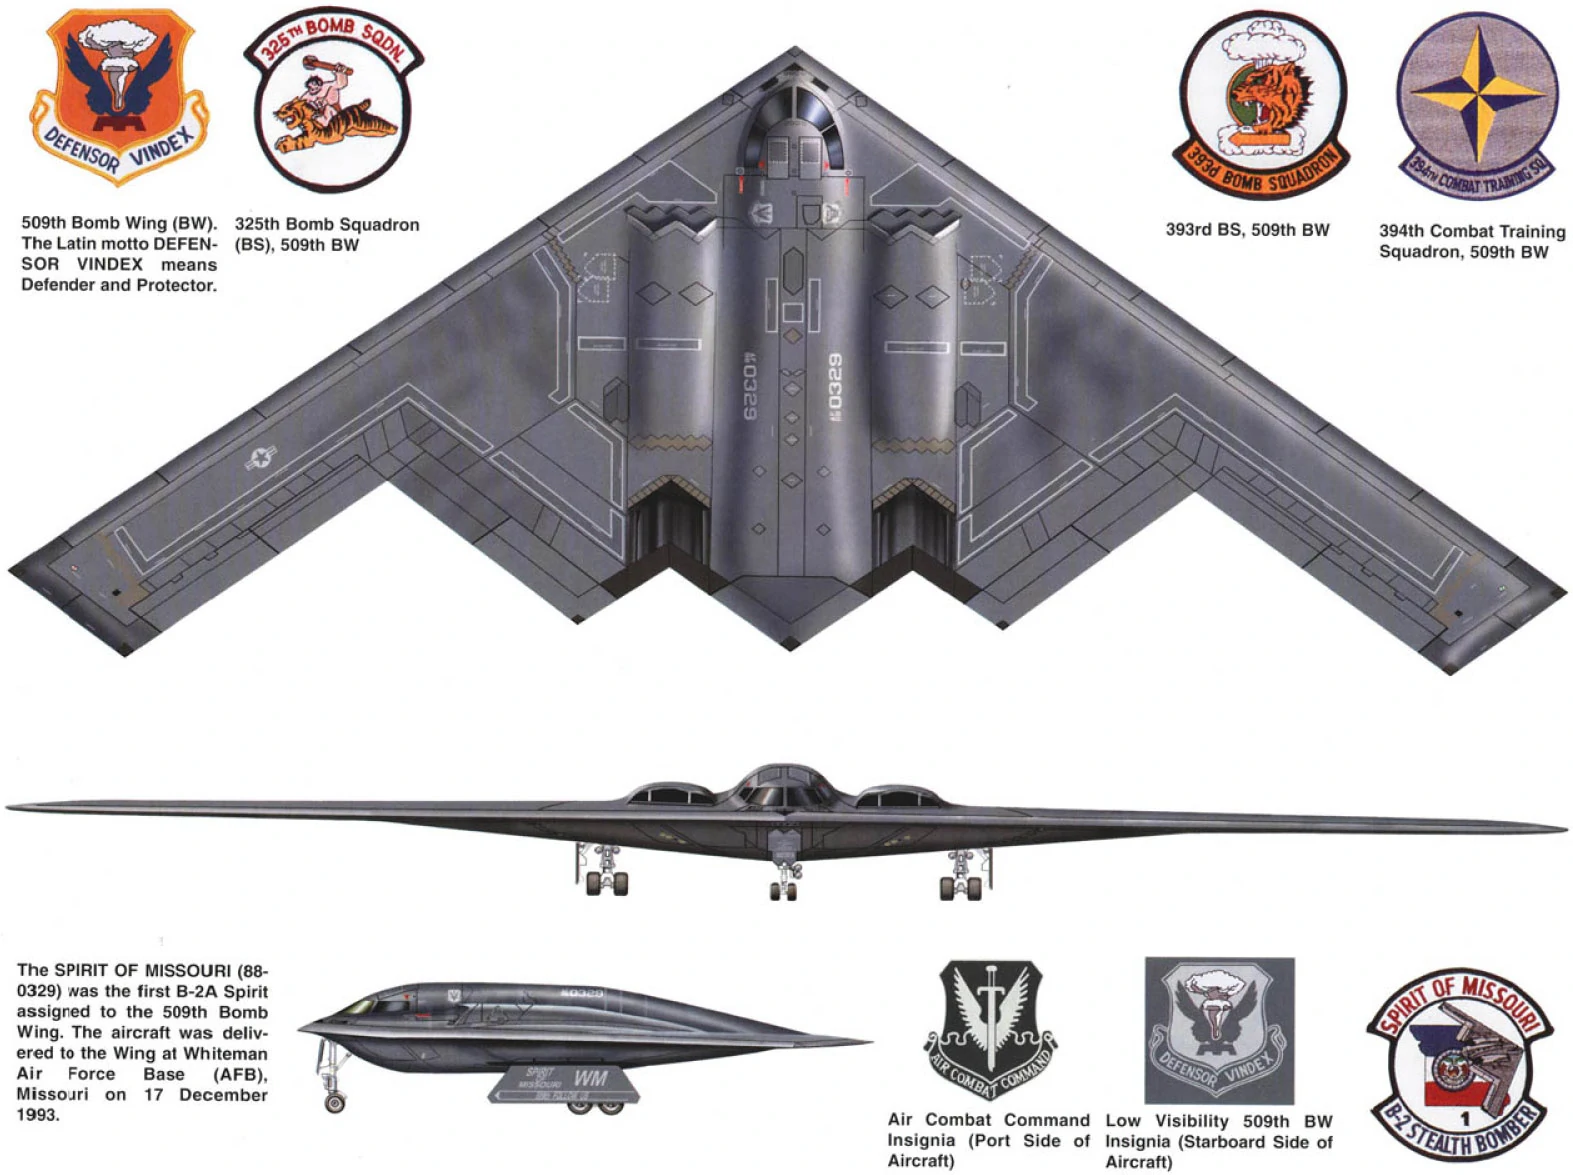 DEFENSOR VINDEX
325TH BOMB SQDN.
393d BOMB SQUADRON
394TH COMBAT TRAINING SQ
509th Bomb Wing (BW).
The Latin motto DEFEN-
SOR VINDEX means
Defender and Protector.
325th Bomb Squadron
(BS), 509th BW
393rd BS, 509th BW
394th Combat Training
Squadron, 509th BW
0329
0329
The SPIRIT OF MISSOURI (88-
0329) was the first B-2A Spirit
assigned to the 509th Bomb
Wing. The aircraft was deliv-
ered to the Wing at Whiteman
Air Force Base (AFB),
Missouri on 17 December
1993.
0329
SPIRIT
OF
MISSOURI
WM
AIR COMBAT COMMAND
DEFENSOR VINDEX
SPIRIT OF MISSOURI
1
B-2 STEALTH BOMBER
Air Combat Command
Insignia (Port Side of
Aircraft)
Low Visibility 509th BW
Insignia (Starboard Side of
Aircraft)